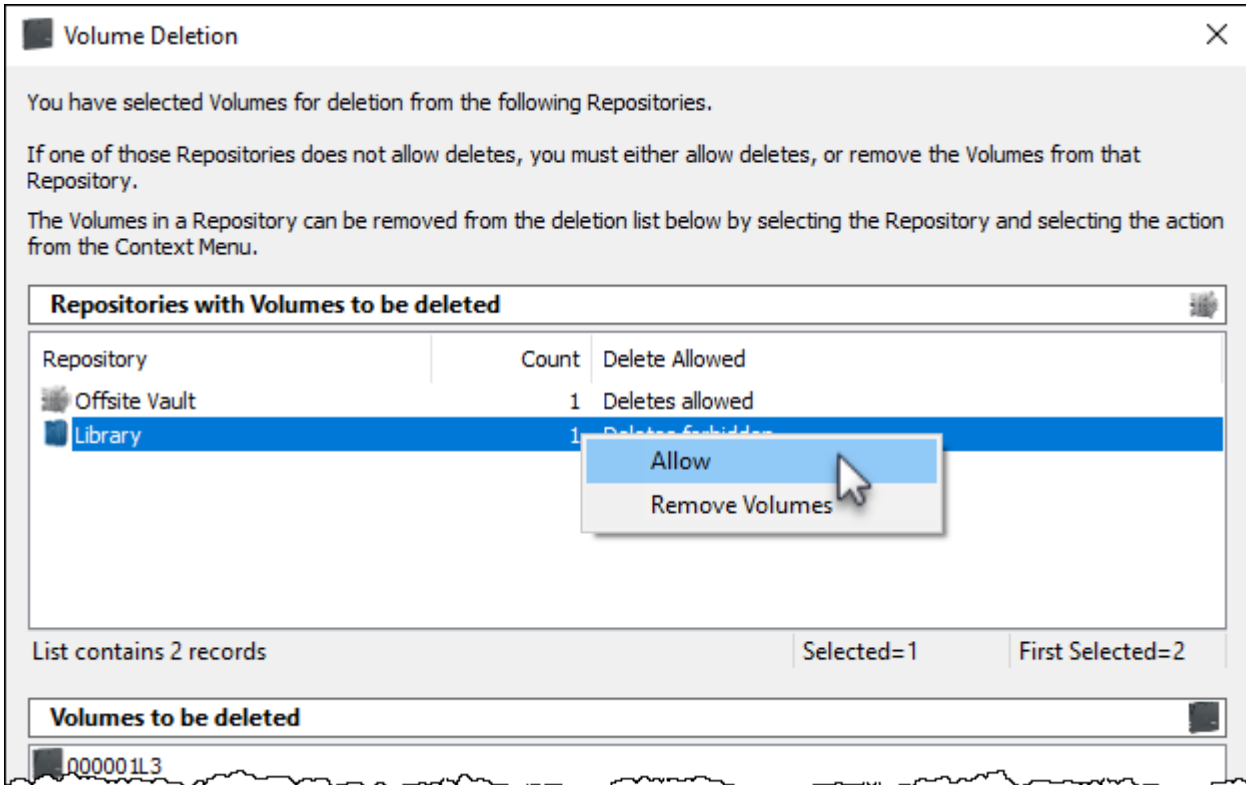 Volume Deletion
You have selected Volumes for deletion from the following Repositories.
If one of those Repositories does not allow deletes, you must either allow deletes, or remove the Volumes from that
Repository.
The Volumes in a Repository can be removed from the deletion list below by selecting the Repository and selecting the action
from the Context Menu.
Repositories with Volumes to be deleted
Repository Count Delete Allowed
Offsite Vault 1 Deletes allowed
Library 1 Deletes forbidden
Allow
Remove Volumes
List contains 2 records Selected=1 First Selected=2
Volumes to be deleted
000001L3